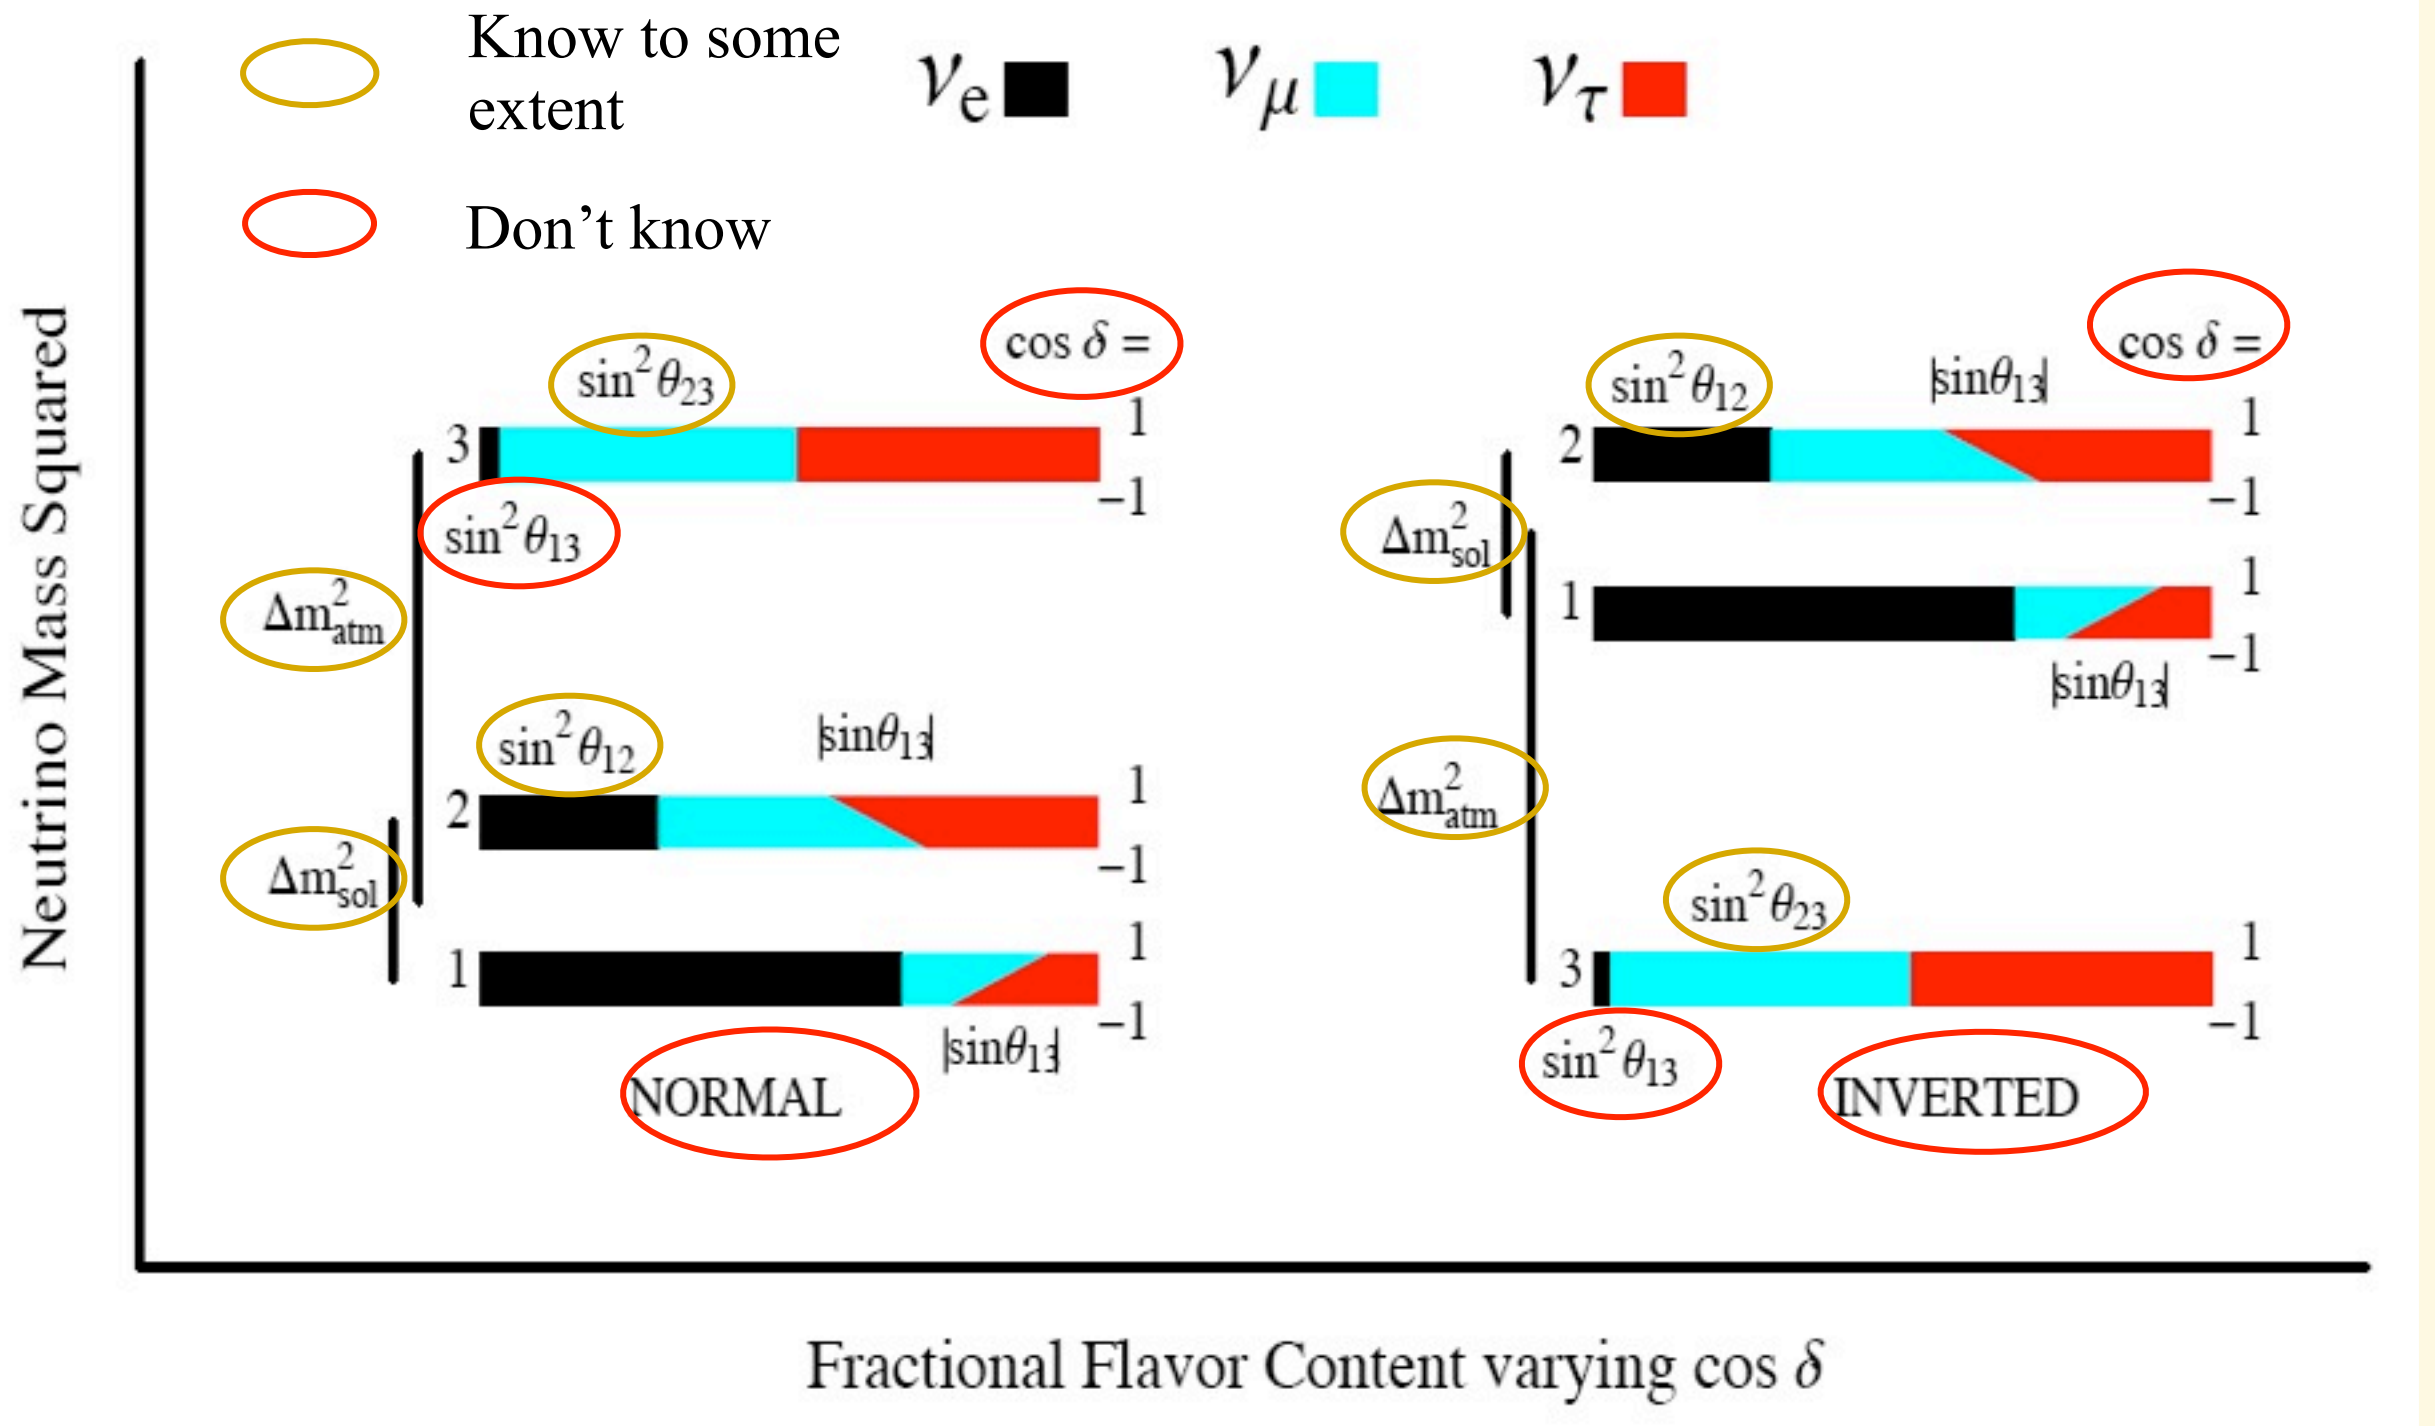 Know to some
extent
νe
νμ
ντ
Don’t know
Neutrino Mass Squared
sin²θ23
cos δ =
3
1
−1
sin²θ13
Δm²atm
sin²θ12
|sinθ13|
2
1
−1
Δm²sol
1
1
−1
|sinθ13|
NORMAL
sin²θ12
|sinθ13|
cos δ =
2
1
−1
Δm²sol
1
1
−1
|sinθ13|
Δm²atm
sin²θ23
3
1
−1
sin²θ13
INVERTED
Fractional Flavor Content varying cos δ